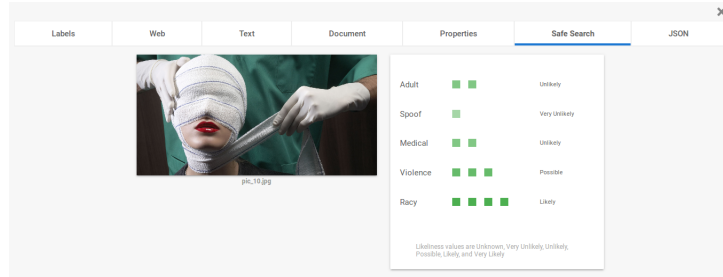 Labels
Web
Text
Document
Properties
Safe Search
JSON
Adult
Unlikely
Spoof
Very Unlikely
Medical
Unlikely
Violence
Possible
Racy
Likely
pic_10.jpg
Likeliness values are Unknown, Very Unlikely, Unlikely,
Possible, Likely, and Very Likely